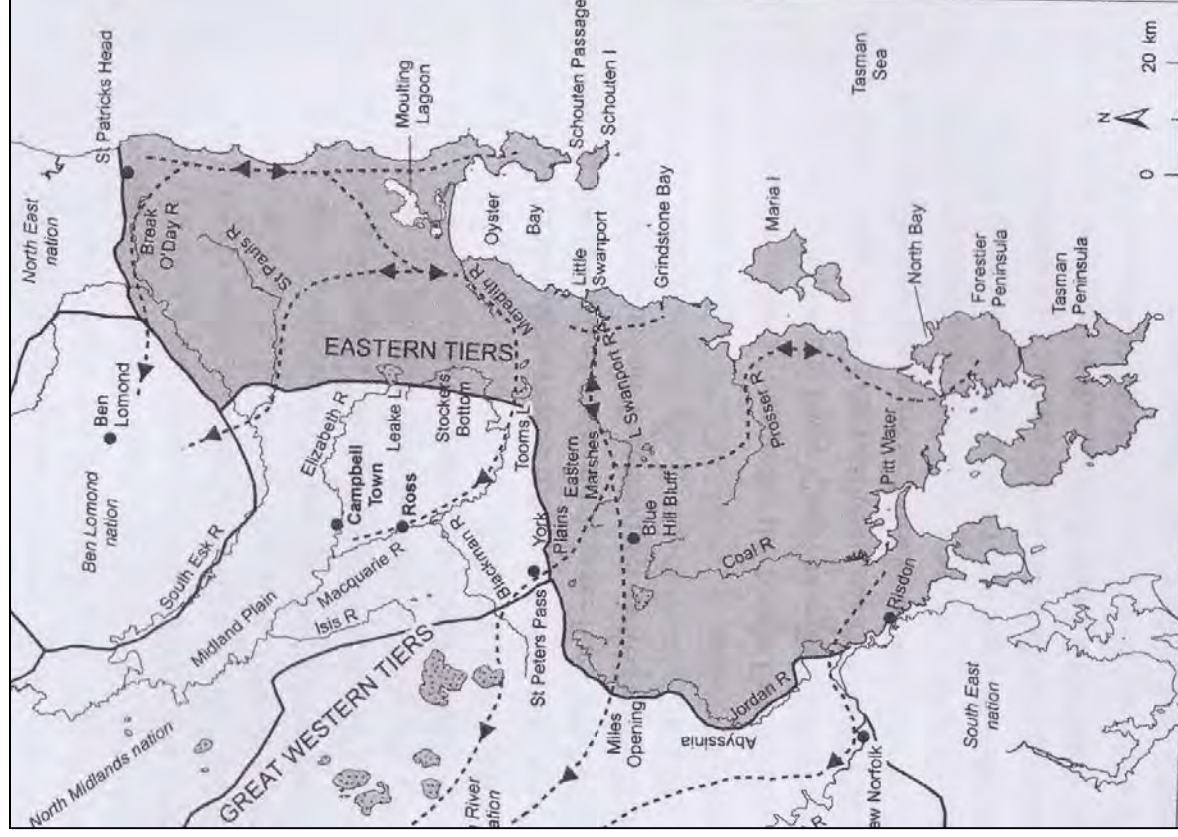 St Patricks Head
North East
nation
Break
O'Day R
Moulting
Lagoon
St Pauls R
Ben
Lomond
Ben Lomond
nation
South Esk R
EASTERN TIERS
Elizabeth R
Campbell
Town
Leake L
Ross
Stockers
Bottom
Meredith R
Oyster
Bay
Schouten Passage
Schouten I
Tooms L
Midland Plain
Macquarie R
Isis R
Blackman R
North Midlands nation
GREAT WESTERN TIERS
York
Plains
St Peters Pass
Eastern
Marshes
Little
Swanport
L Swanport R
Grindstone Bay
Blue
Hill Bluff
Miles
Opening
River
ation
Maria I
Prosser R
Coal R
Tasman
Sea
Abyssinia
Jordan R
Pitt Water
North Bay
Forestier
Peninsula
Tasman
Peninsula
Risdon
ew Norfolk
R
South East
nation
N
0
20 km